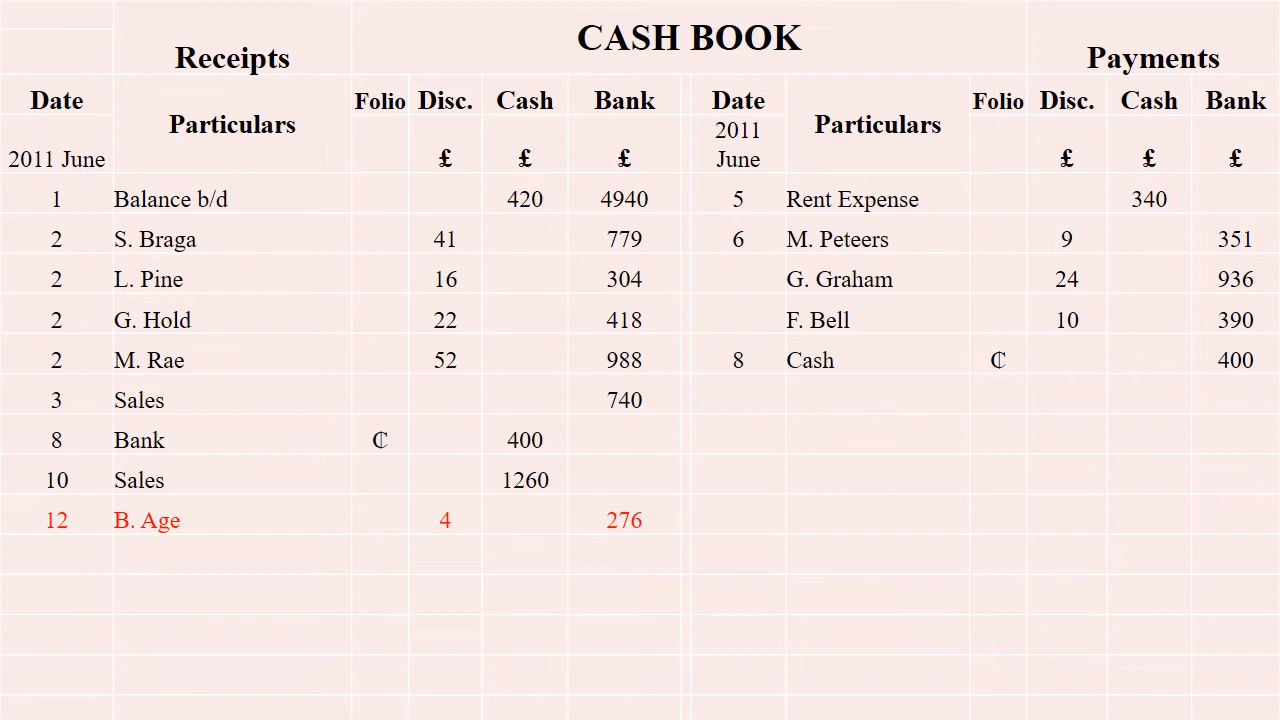 CASH BOOK
Receipts Payments
Date Particulars Folio Disc. Cash Bank Date Particulars Folio Disc. Cash Bank
2011 June £ £ £ 2011 June £ £ £
1 Balance b/d 420 4940 5 Rent Expense 340
2 S. Braga 41 779 6 M. Peteers 9 351
2 L. Pine 16 304 G. Graham 24 936
2 G. Hold 22 418 F. Bell 10 390
2 M. Rae 52 988 8 Cash ₵ 400
3 Sales 740
8 Bank ₵ 400
10 Sales 1260
12 B. Age 4 276